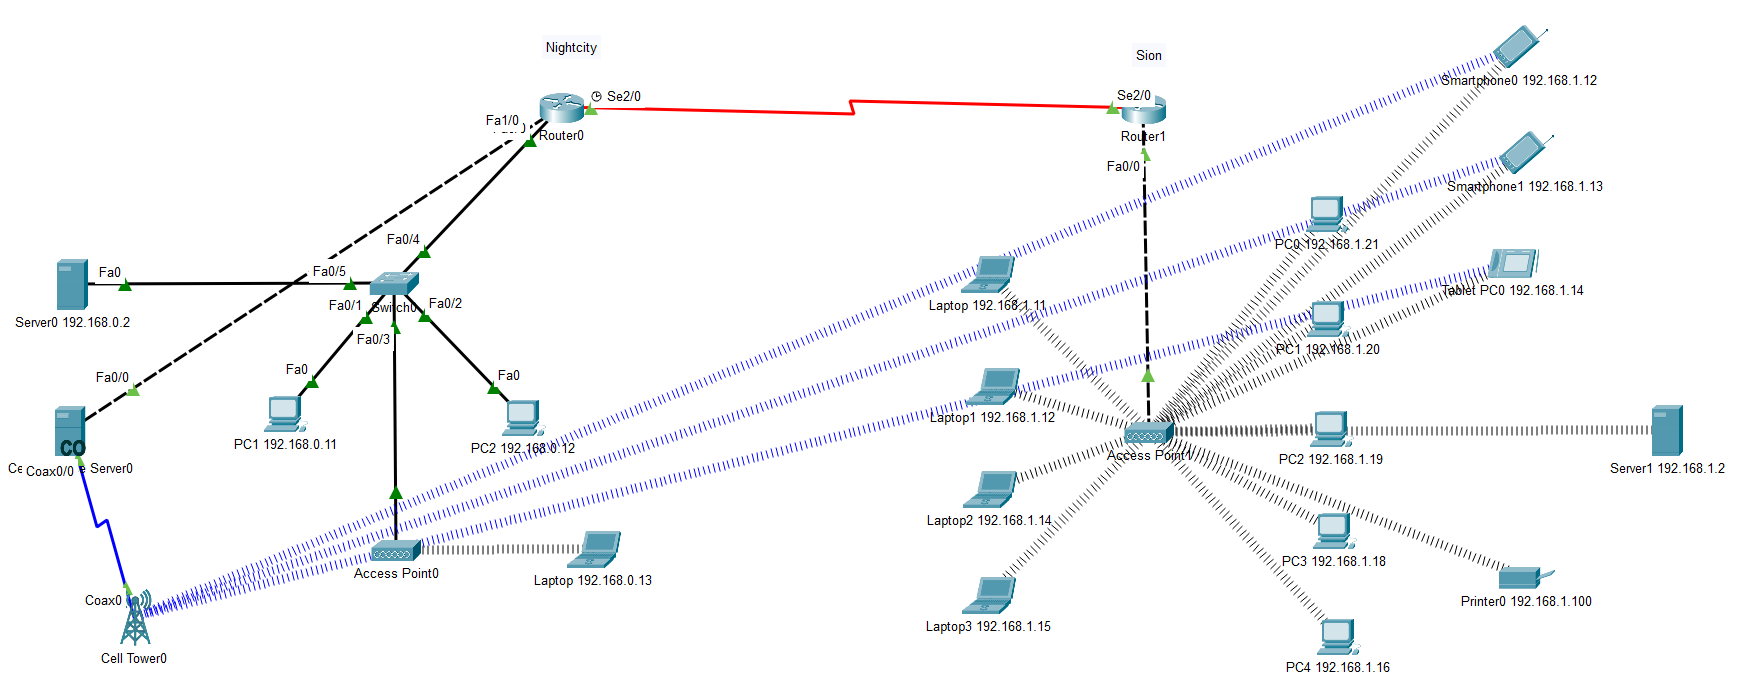 Nightcity
Sion
Se2/0
Se2/0
Fa1/0
Router0
Router1
Fa0/0
Smartphone0 192.168.1.12
Smartphone1 192.168.1.13
Fa0/4
PC0 192.168.1.21
Fa0
Fa0/5
Switch0
Fa0/1
Fa0/2
Fa0/3
Server0 192.168.0.2
Laptop 192.168.1.11
Tablet PC0 192.168.1.14
PC1 192.168.1.20
Fa0/0
Fa0
Fa0
PC1 192.168.0.11
PC2 192.168.0.12
Laptop1 192.168.1.12
Access Point1
PC2 192.168.1.19
Server1 192.168.1.2
CO
Server0
Coax0/0
Laptop2 192.168.1.14
PC3 192.168.1.18
Access Point0
Laptop 192.168.0.13
Coax0
Printer0 192.168.1.100
Laptop3 192.168.1.15
Cell Tower0
PC4 192.168.1.16